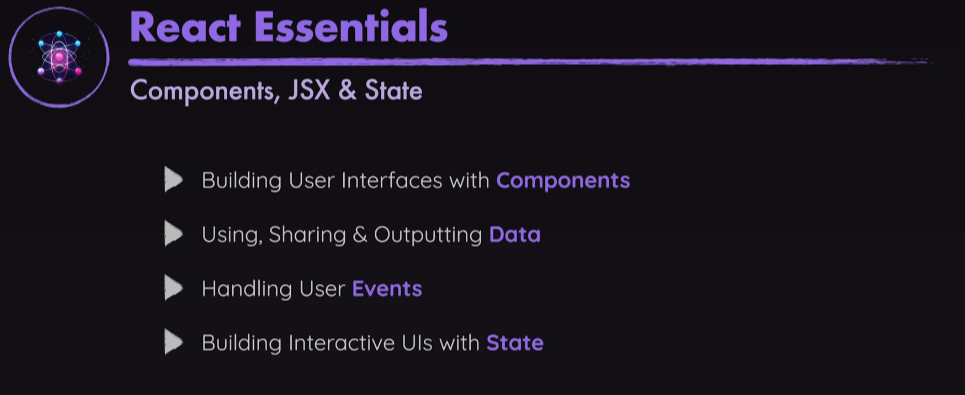 React Essentials
Components, JSX & State
Building User Interfaces with Components
Using, Sharing & Outputting Data
Handling User Events
Building Interactive UIs with State